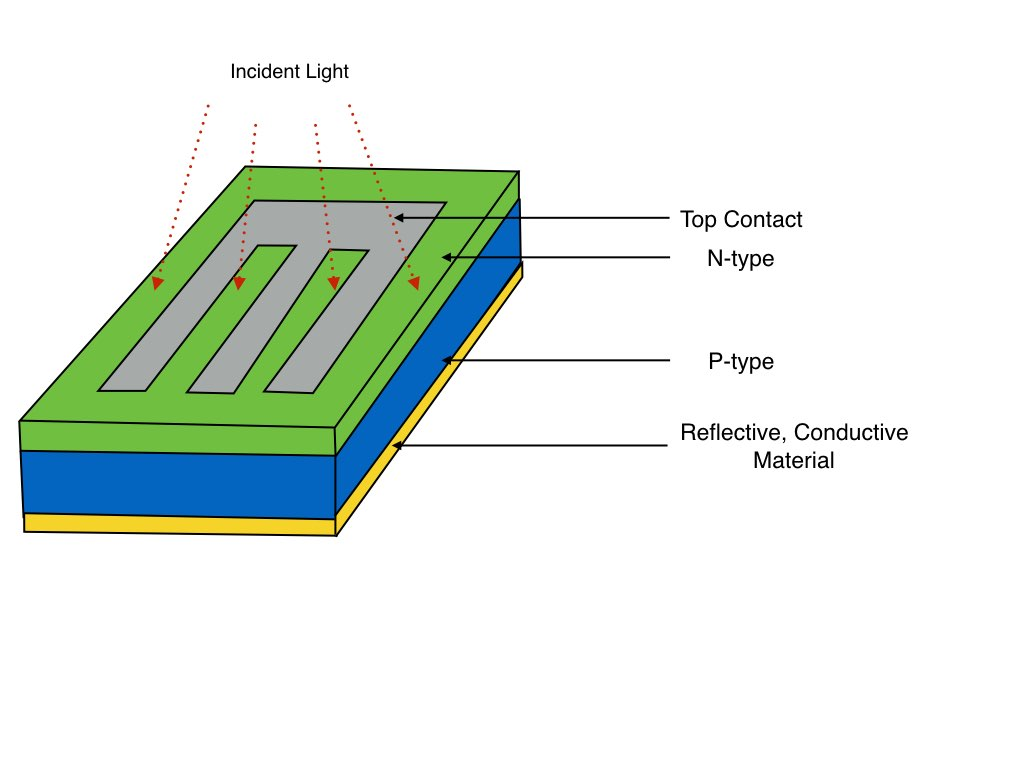 Incident Light
Top Contact
N-type
P-type
Reflective, Conductive
Material